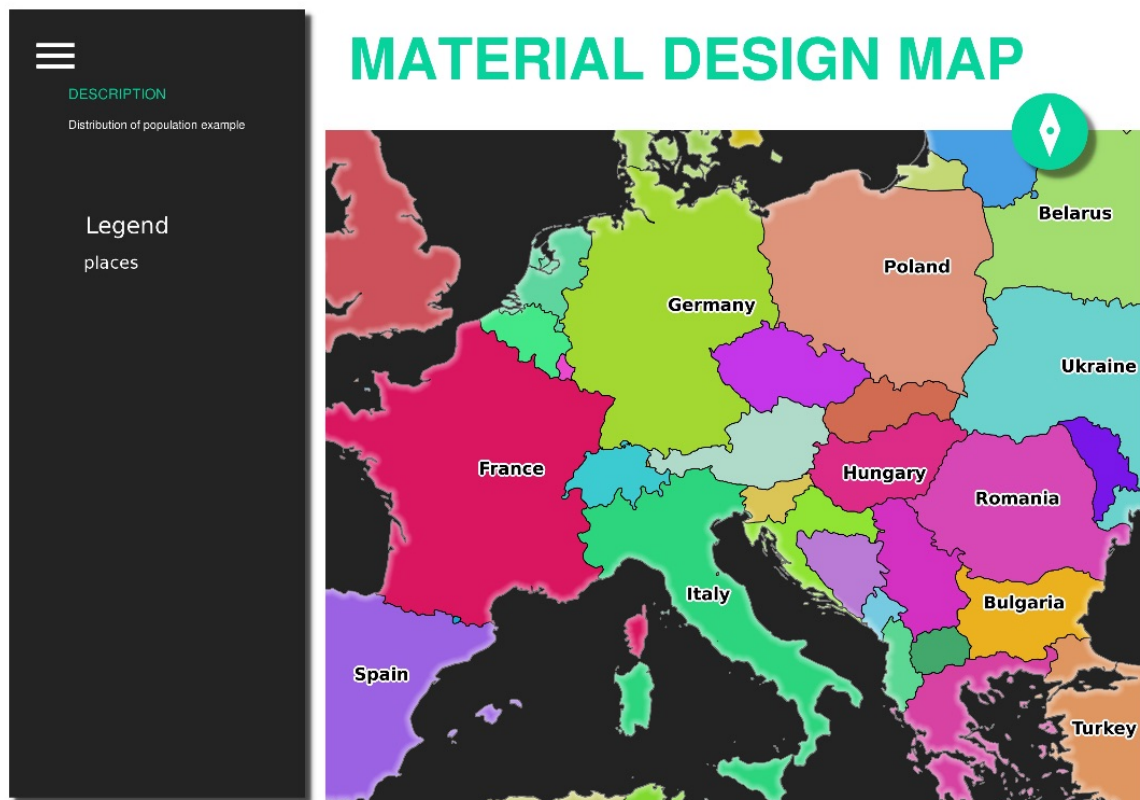 MATERIAL DESIGN MAP
DESCRIPTION
Distribution of population example
Legend
places
Belarus
Poland
Germany
Ukraine
France
Hungary
Romania
Italy
Bulgaria
Spain
Turkey